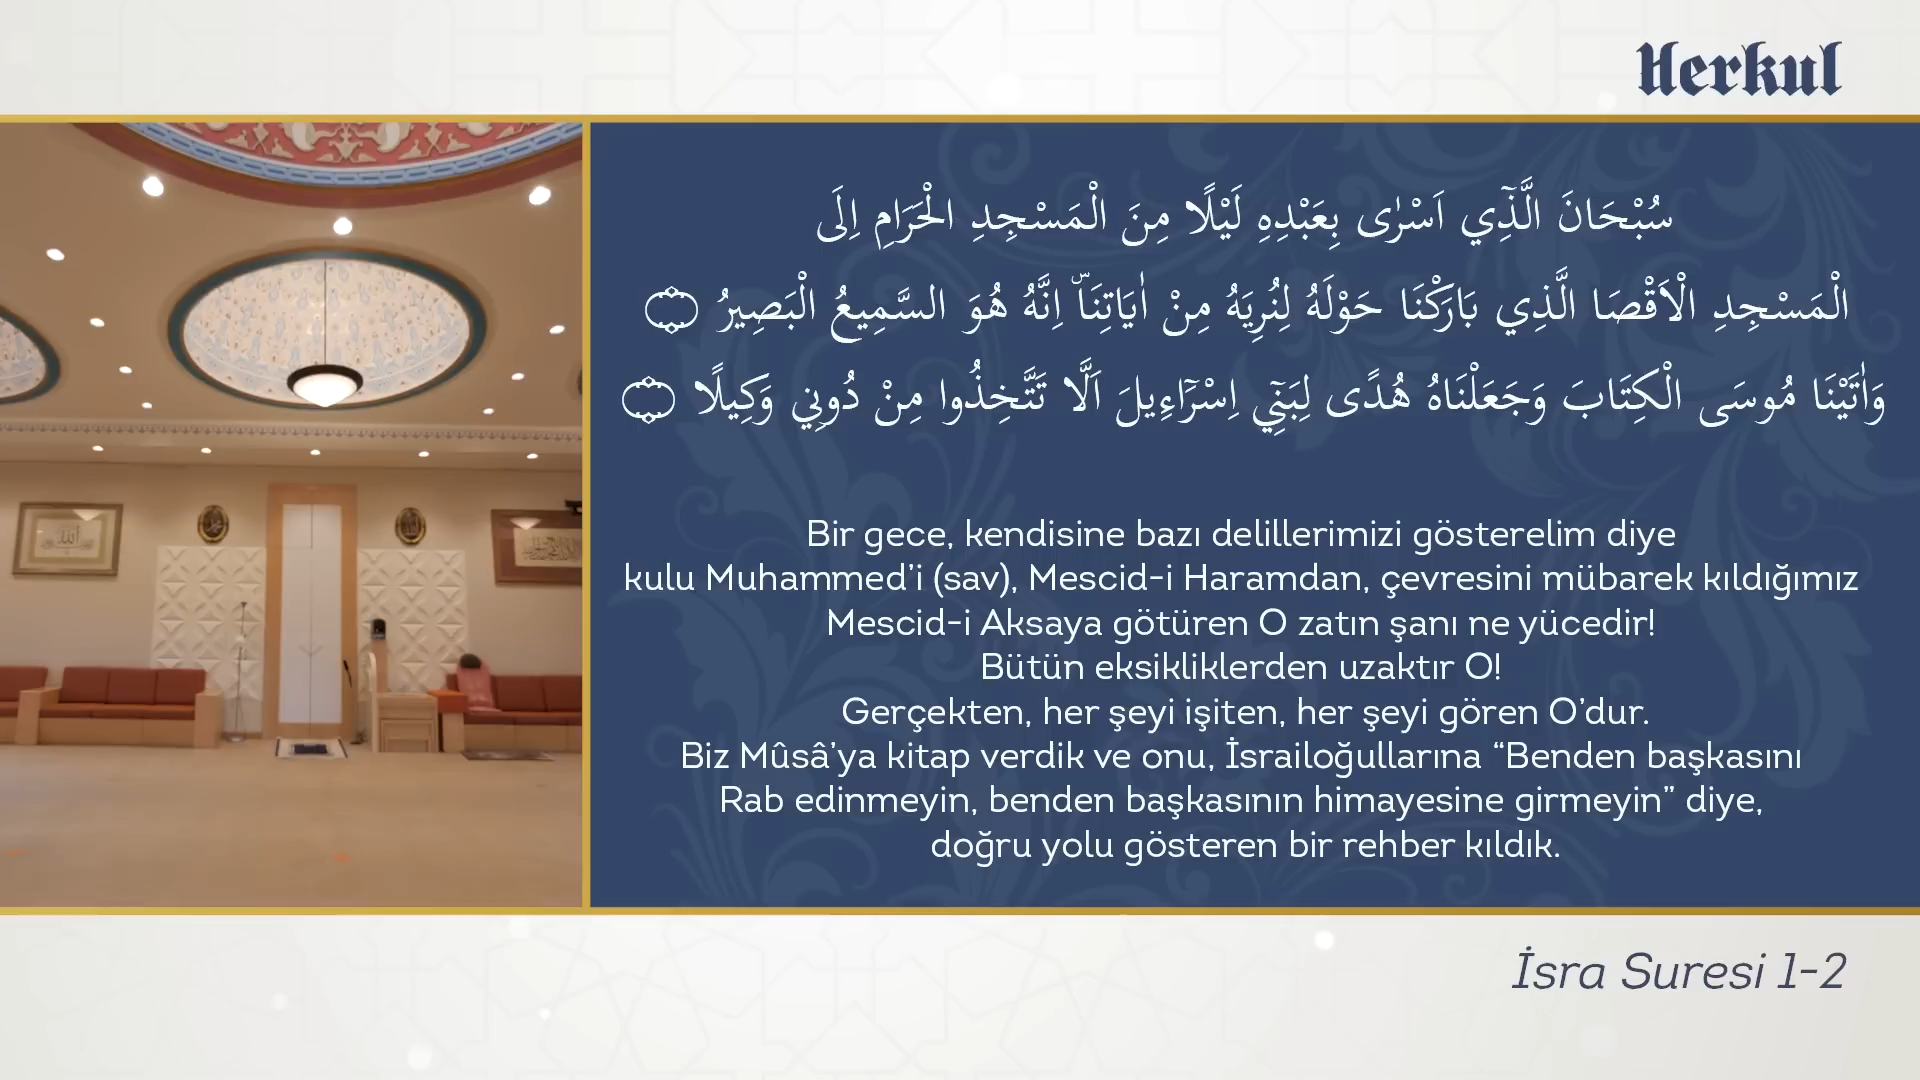 Herkul
سُبْحَانَ الَّذِٓي اَسْرٰى بِعَبْدِهِ لَيْلًا مِنَ الْمَسْجِدِ الْحَرَامِ اِلَى
الْمَسْجِدِ الْاَقْصَا الَّذِي بَارَكْنَا حَوْلَهُ لِنُرِيَهُ مِنْ اٰيَاتِنَاۜ اِنَّهُ هُوَ السَّمِيعُ الْبَصِيرُ ۝
وَاٰتَيْنَا مُوسَى الْكِتَابَ وَجَعَلْنَاهُ هُدًى لِبَنِٓي اِسْرَٓاءِيلَ اَلَّا تَتَّخِذُوا مِنْ دُونِي وَكِيلًا ۝
Bir gece, kendisine bazı delillerimizi gösterelim diye
kulu Muhammed’i (sav), Mescid-i Haramdan, çevresini mübarek kıldığımız
Mescid-i Aksaya götüren O zatın şanı ne yücedir!
Bütün eksikliklerden uzaktır O!
Gerçekten, her şeyi işiten, her şeyi gören O’dur.
Biz Mûsâ’ya kitap verdik ve onu, İsrailoğullarına “Benden başkasını
Rab edinmeyin, benden başkasının himayesine girmeyin” diye,
doğru yolu gösteren bir rehber kıldık.
İsra Suresi 1-2